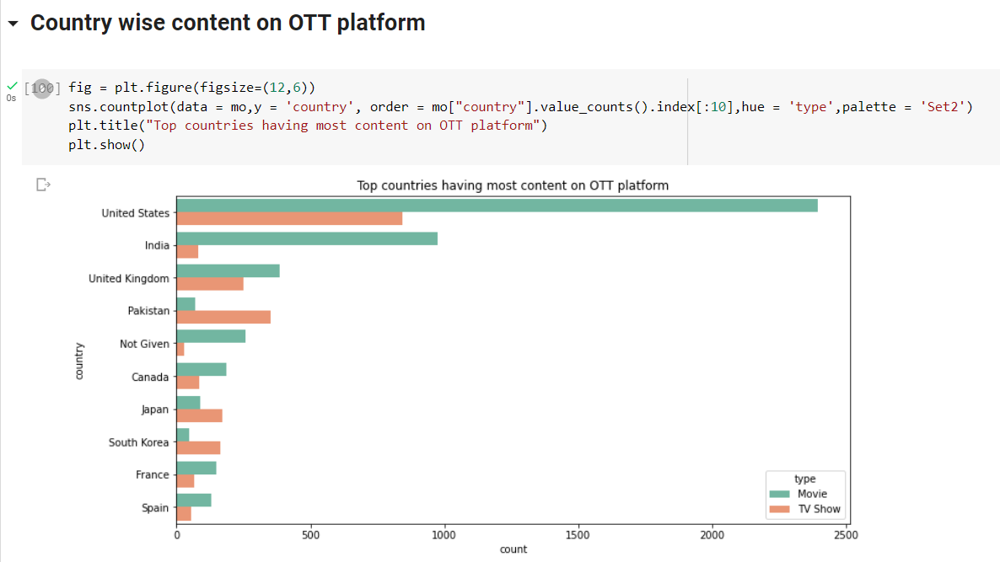 Country wise content on OTT platform
[100] fig = plt.figure(figsize=(12,6))
0s
sns.countplot(data = mo,y = 'country', order = mo["country"].value_counts().index[:10],hue = 'type',palette = 'Set2')
plt.title("Top countries having most content on OTT platform")
plt.show()
Top countries having most content on OTT platform
United States
India
United Kingdom
Pakistan
Not Given
country
Canada
Japan
South Korea
France
Spain
type
Movie
TV Show
0 500 1000 1500 2000 2500
count